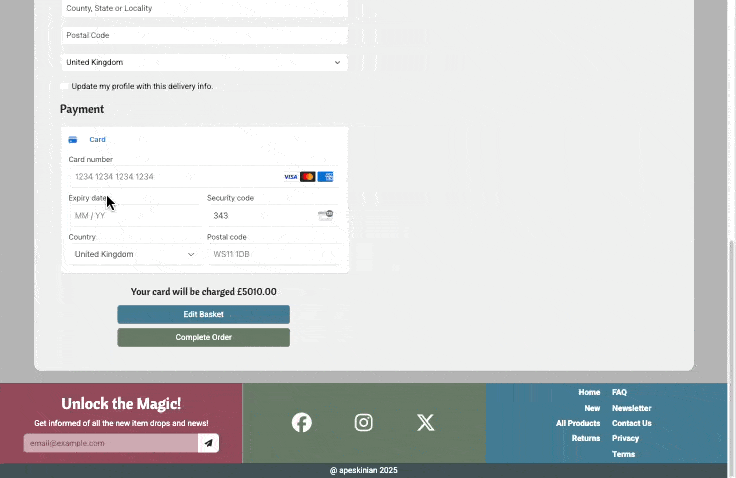 County, State or Locality
Postal Code
United Kingdom
Update my profile with this delivery info.
Payment
Card
Card number
1234 1234 1234 1234
VISA
Expiry date
Security code
MM / YY
343
Country
Postal code
United Kingdom
WS11 1DB
Your card will be charged £5010.00
Edit Basket
Complete Order
Unlock the Magic!
Get informed of all the new item drops and news!
email@example.com
Home
FAQ
New
Newsletter
All Products
Contact Us
Returns
Privacy
Terms
@ apeskinian 2025